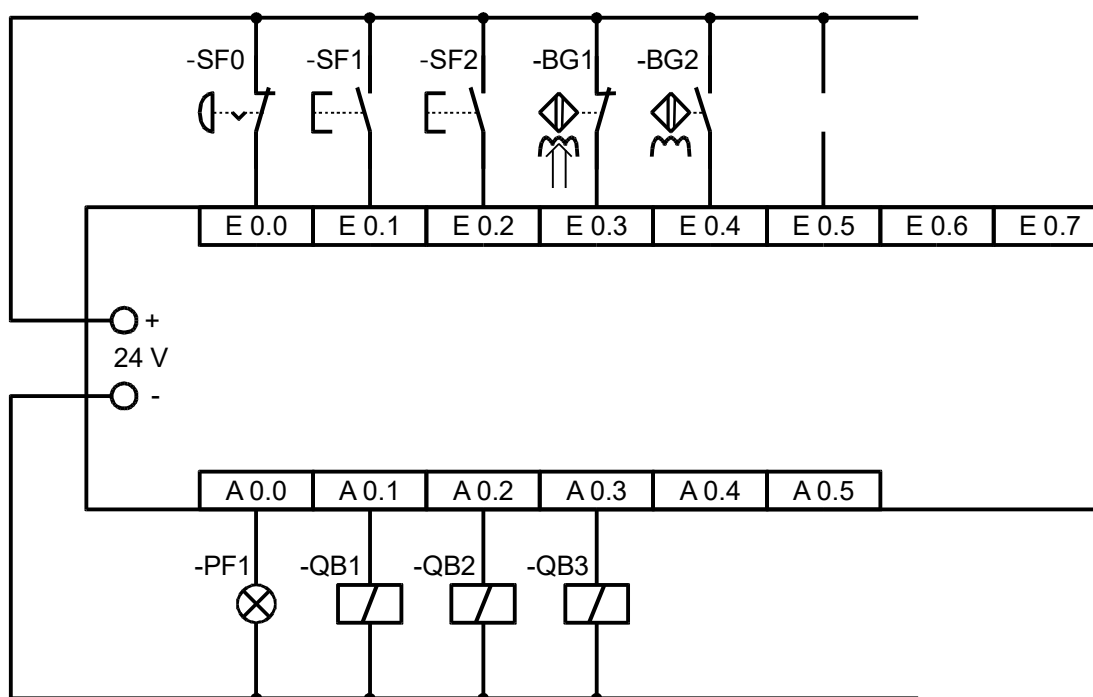 -SF0 -SF1 -SF2 -BG1 -BG2
E 0.0 E 0.1 E 0.2 E 0.3 E 0.4 E 0.5 E 0.6 E 0.7
+
24 V
-
A 0.0 A 0.1 A 0.2 A 0.3 A 0.4 A 0.5
-PF1 -QB1 -QB2 -QB3